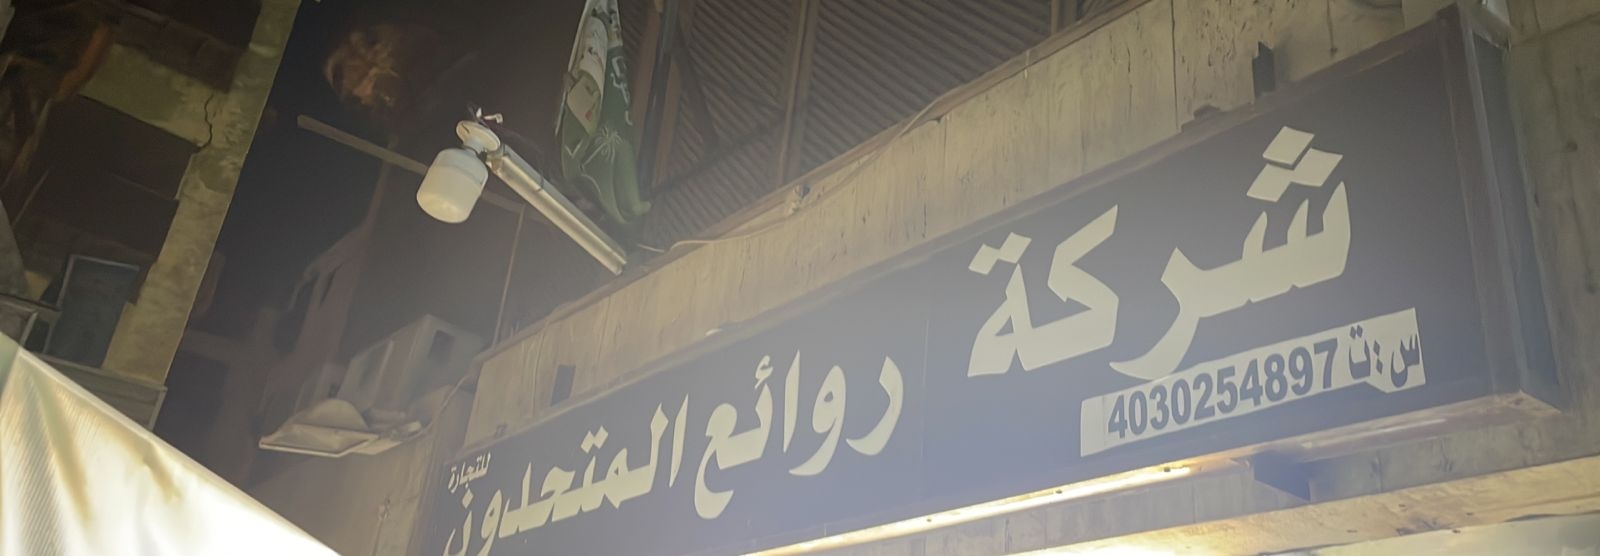 شركة روائع المتحدون
للتجارة
س:ت 4030254897